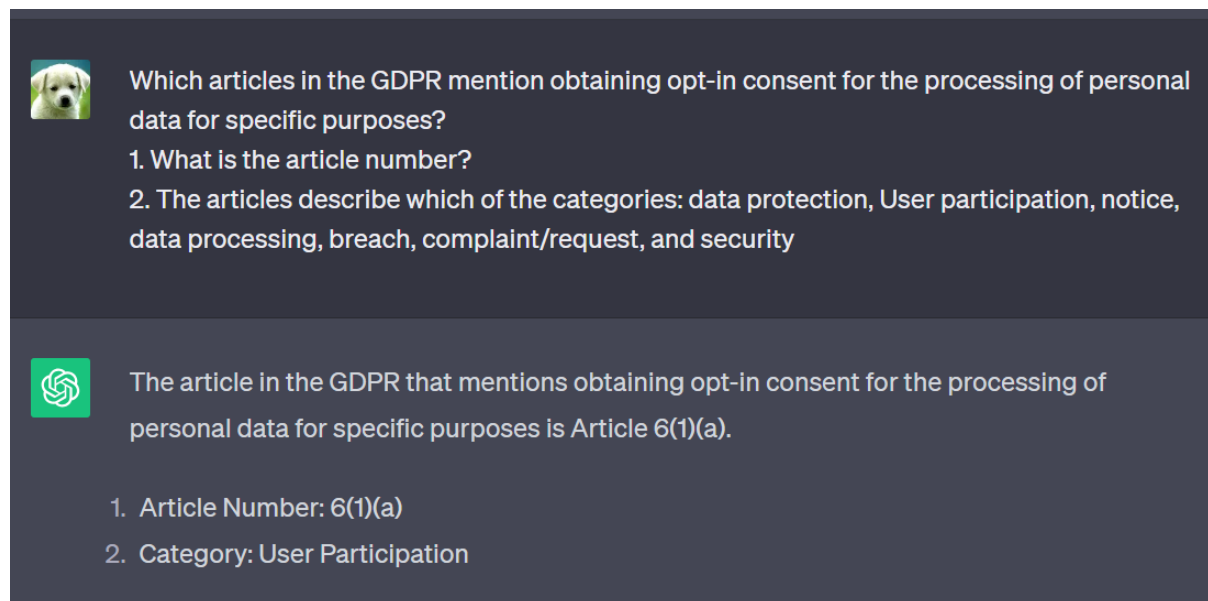 Which articles in the GDPR mention obtaining opt-in consent for the processing of personal
data for specific purposes?
1. What is the article number?
2. The articles describe which of the categories: data protection, User participation, notice,
data processing, breach, complaint/request, and security
The article in the GDPR that mentions obtaining opt-in consent for the processing of
personal data for specific purposes is Article 6(1)(a).
1. Article Number: 6(1)(a)
2. Category: User Participation